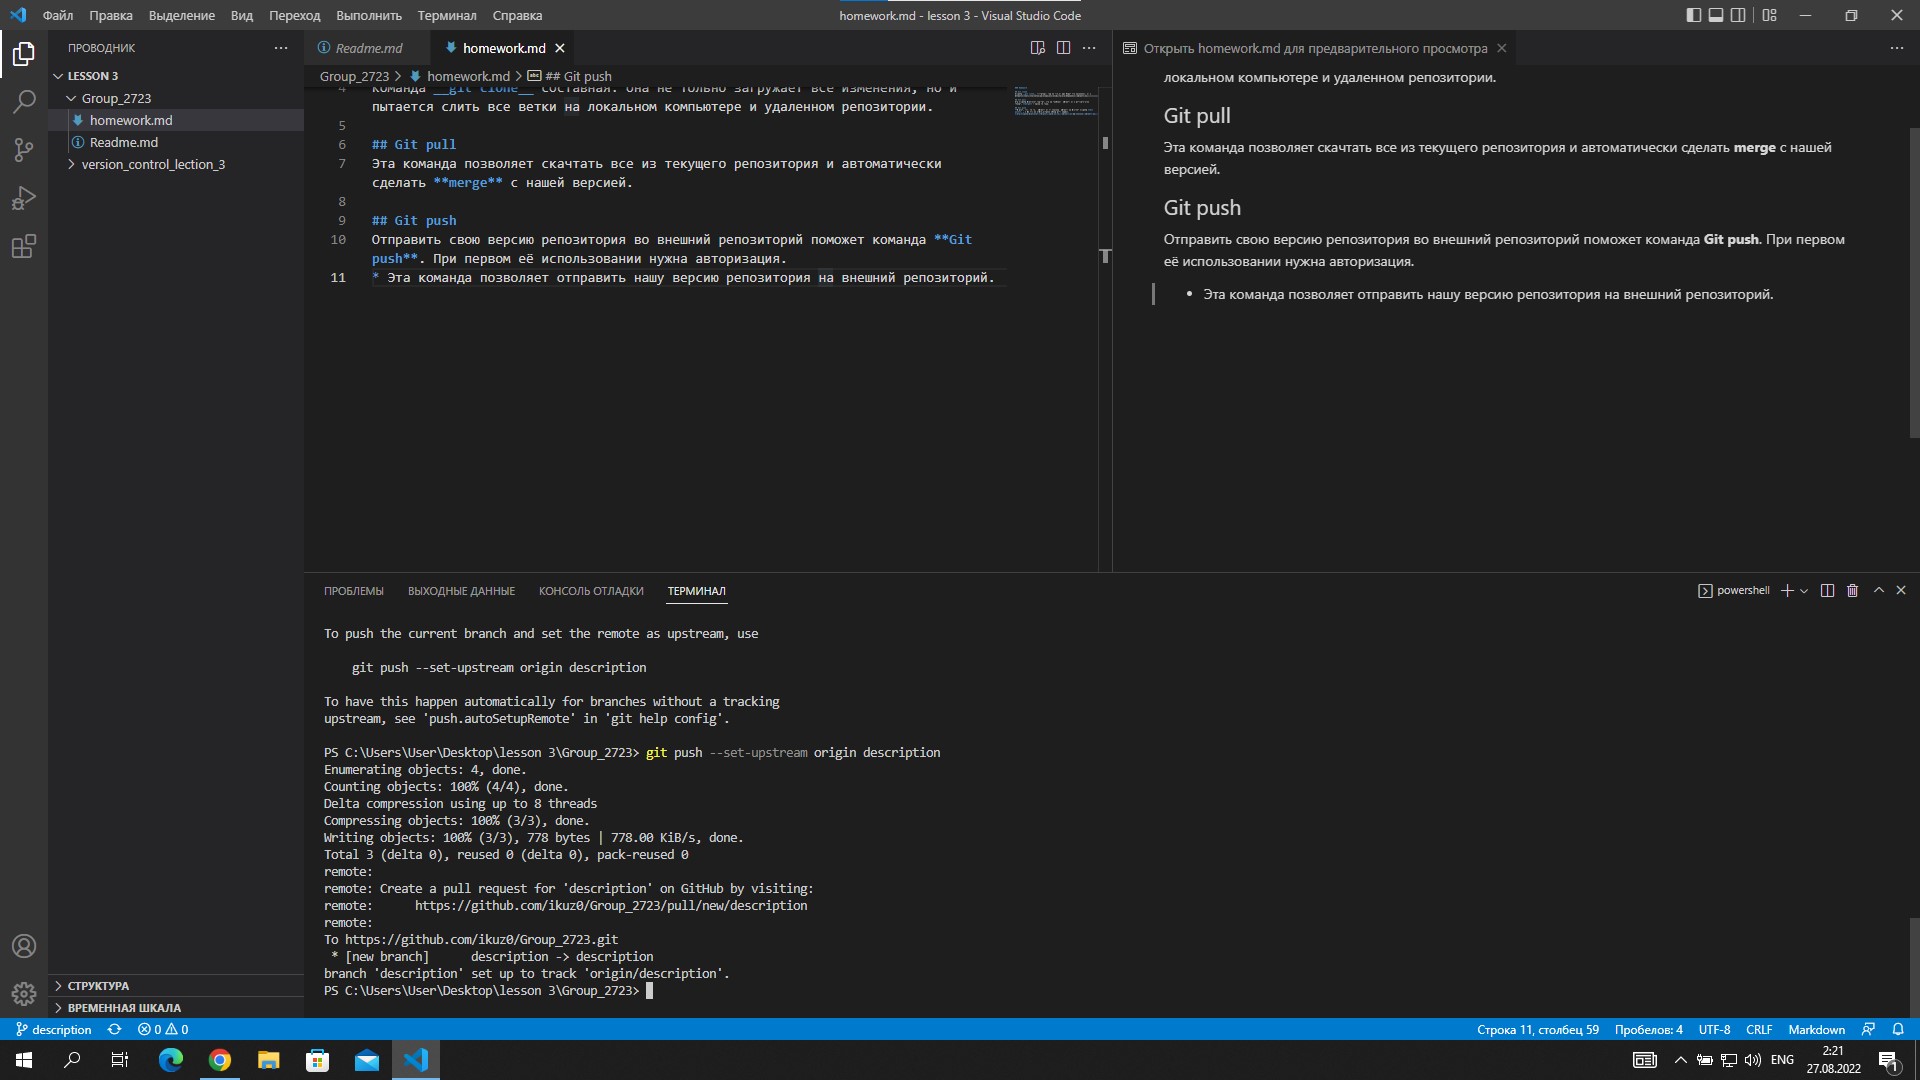 Файл Правка Выделение Вид Переход Выполнить Терминал Справка
homework.md - lesson 3 - Visual Studio Code
ПРОВОДНИК
LESSON 3
Group_2723
homework.md
Readme.md
version_control_lection_3
СТРУКТУРА
ВРЕМЕННАЯ ШКАЛА
Readme.md
homework.md
Group_2723 > homework.md > ## Git push
4 Команда __git clone__ составная: она не только загружает все изменения, но и
пытается слить все ветки на локальном компьютере и удаленном репозитории.
5
6 ## Git pull
7 Эта команда позволяет скачтать все из текущего репозитория и автоматически
сделать **merge** с нашей версией.
8
9 ## Git push
10 Отправить свою версию репозитория во внешний репозиторий поможет команда **Git
push**. При первом её использовании нужна авторизация.
11 * Эта команда позволяет отправить нашу версию репозитория на внешний репозиторий.
Открыть homework.md для предварительного просмотра
локальном компьютере и удаленном репозитории.
Git pull
Эта команда позволяет скачтать все из текущего репозитория и автоматически сделать merge с нашей
версией.
Git push
Отправить свою версию репозитория во внешний репозиторий поможет команда Git push. При первом
её использовании нужна авторизация.
• Эта команда позволяет отправить нашу версию репозитория на внешний репозиторий.
ПРОБЛЕМЫ ВЫХОДНЫЕ ДАННЫЕ КОНСОЛЬ ОТЛАДКИ ТЕРМИНАЛ
powershell
To push the current branch and set the remote as upstream, use
git push --set-upstream origin description
To have this happen automatically for branches without a tracking
upstream, see 'push.autoSetupRemote' in 'git help config'.
PS C:\Users\User\Desktop\lesson 3\Group_2723> git push --set-upstream origin description
Enumerating objects: 4, done.
Counting objects: 100% (4/4), done.
Delta compression using up to 8 threads
Compressing objects: 100% (3/3), done.
Writing objects: 100% (3/3), 778 bytes | 778.00 KiB/s, done.
Total 3 (delta 0), reused 0 (delta 0), pack-reused 0
remote:
remote: Create a pull request for 'description' on GitHub by visiting:
remote: https://github.com/ikuz0/Group_2723/pull/new/description
remote:
To https://github.com/ikuz0/Group_2723.git
* [new branch] description -> description
branch 'description' set up to track 'origin/description'.
PS C:\Users\User\Desktop\lesson 3\Group_2723>
description 0 0
Строка 11, столбец 59 Пробелов: 4 UTF-8 CRLF Markdown
ENG
2:21
27.08.2022
1